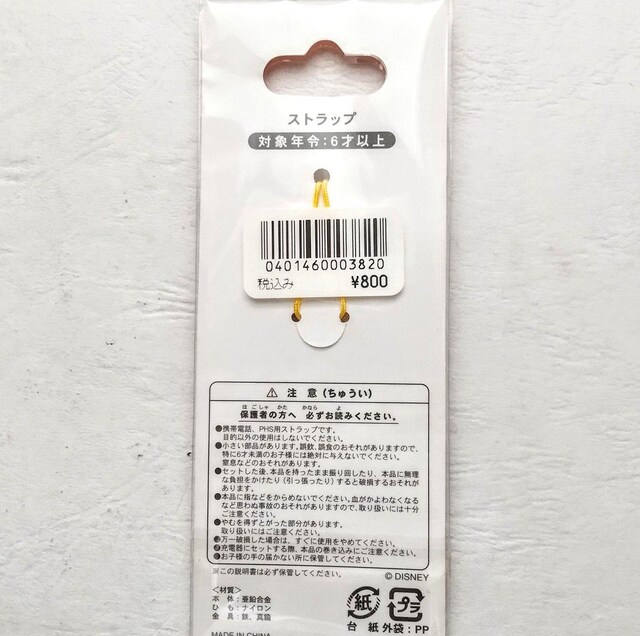 ストラップ
対象年令:6才以上
0401460003820
税込み ¥800
⚠ 注 意(ちゅうい)
ほごしゃ かた かなら よ
保護者の方へ 必ずお読みください。
●携帯電話、PHS用ストラップです。
目的以外の使用はしないでください。
●小さい部品があります。誤飲、誤食のおそれがありますので、
特に6才未満のお子様には絶対に与えないでください。
窒息などのおそれがあります。
●セットした後、本品を持ったまま振り回したり、本品に無理
な負担をかけたり(引っ張ったり)すると破損するおそれが
あります。
●本品に指などをからめないでください。血がかよわなくなる
など思わぬ事故のおそれがありますので、取り扱いには十分
ご注意ください。
●やむを得ずとがった部分があります。
取り扱いにはご注意ください。
●万一破損した場合は、すぐに使用をやめてください。
●充電器にセットする際、本品の巻き込みにご注意ください。
●お子様の手の届かない所に保管してください。
※この説明書は必ず保管してください。
© DISNEY
<材質>
本 体:亜鉛合金
ひ も:ナイロン
金 具:鉄、真鍮
紙 プラ
台 紙 外袋:PP
MADE IN CHINA